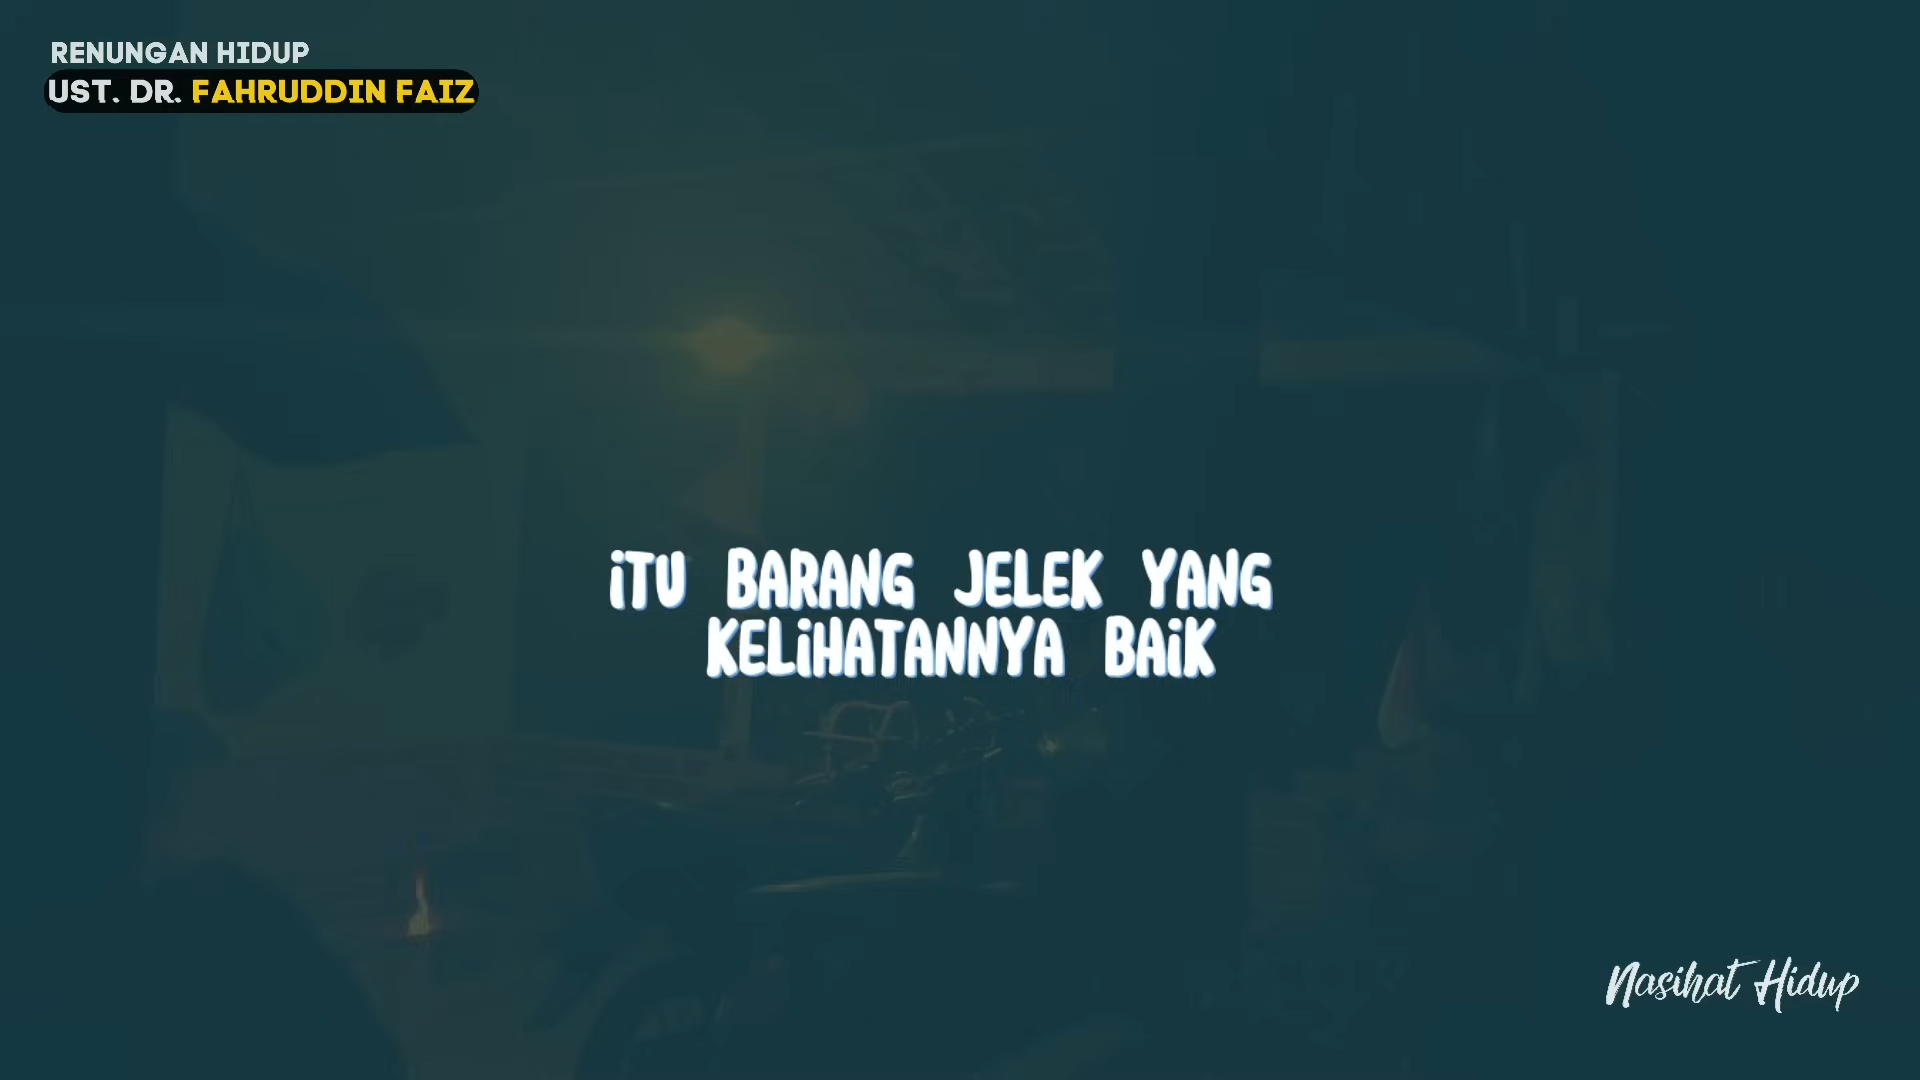 RENUNGAN HIDUP
UST. DR. FAHRUDDIN FAIZ
iTU BARANG JELEK YANG
KELiHATANNYA BAiK
Nasihat Hidup